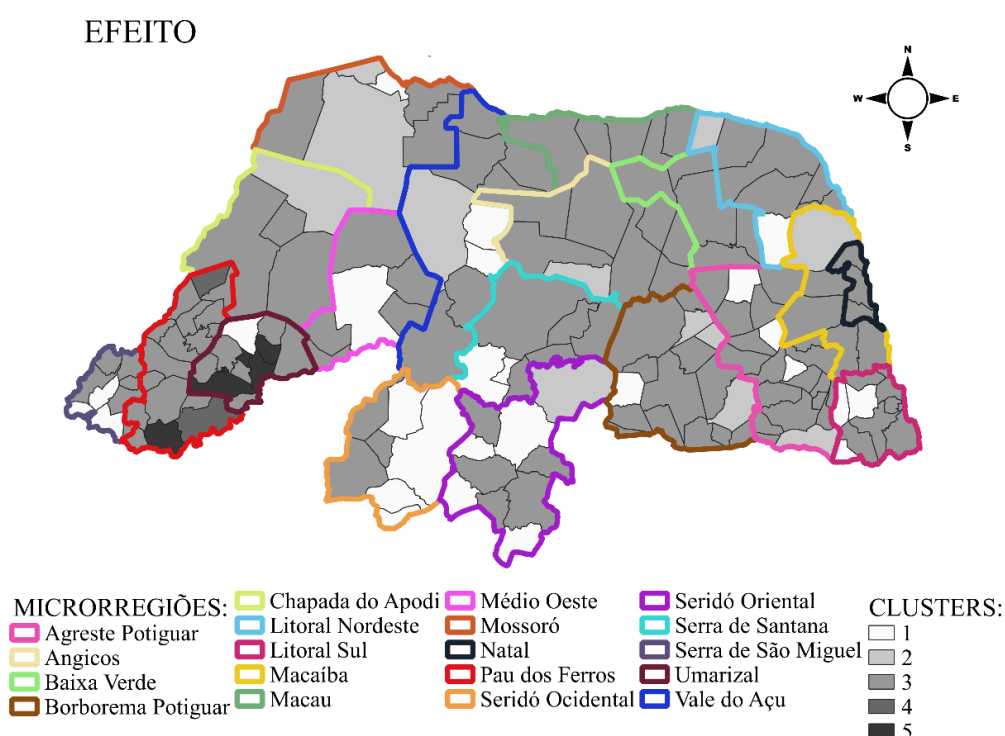 EFEITO
N
W E
S
MICRORREGIÕES:
Agreste Potiguar
Angicos
Baixa Verde
Borborema Potiguar
Chapada do Apodi
Litoral Nordeste
Litoral Sul
Macaíba
Macau
Médio Oeste
Mossoró
Natal
Pau dos Ferros
Seridó Ocidental
Seridó Oriental
Serra de Santana
Serra de São Miguel
Umarizal
Vale do Açu
CLUSTERS:
1
2
3
4
5